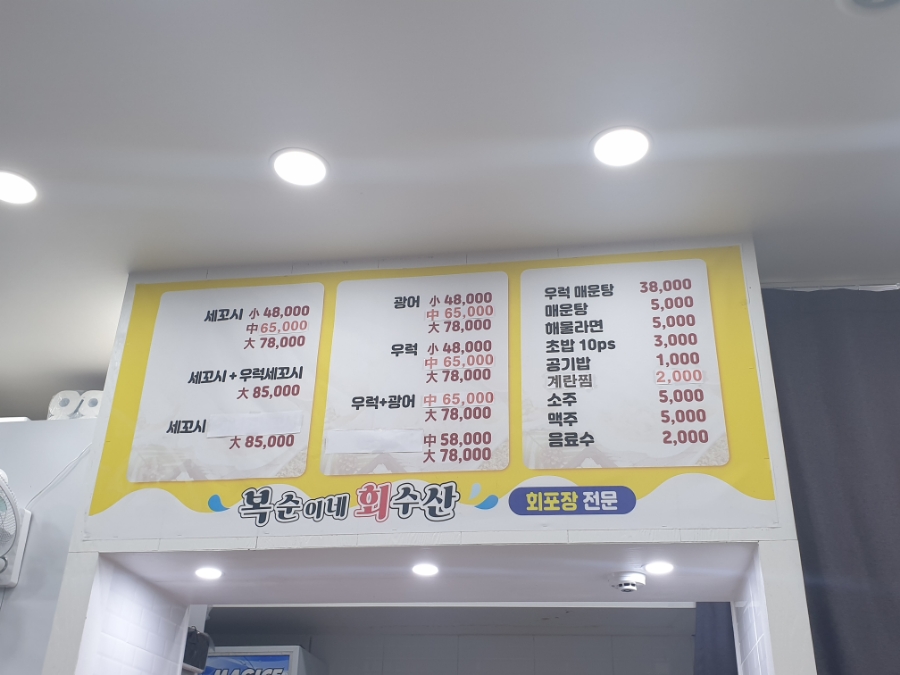 세꼬시 小 48,000
中 65,000
大 78,000
세꼬시 + 우럭세꼬시
大 85,000
세꼬시
大 85,000
광어 小 48,000
中 65,000
大 78,000
우럭 小 48,000
中 65,000
大 78,000
우럭+광어 中 65,000
大 78,000
中 58,000
大 78,000
우럭 매운탕 38,000
매운탕 5,000
해물라면 5,000
초밥 10ps 3,000
공기밥 1,000
계란찜 2,000
소주 5,000
맥주 5,000
음료수 2,000
복순이네 회수산
회포장 전문